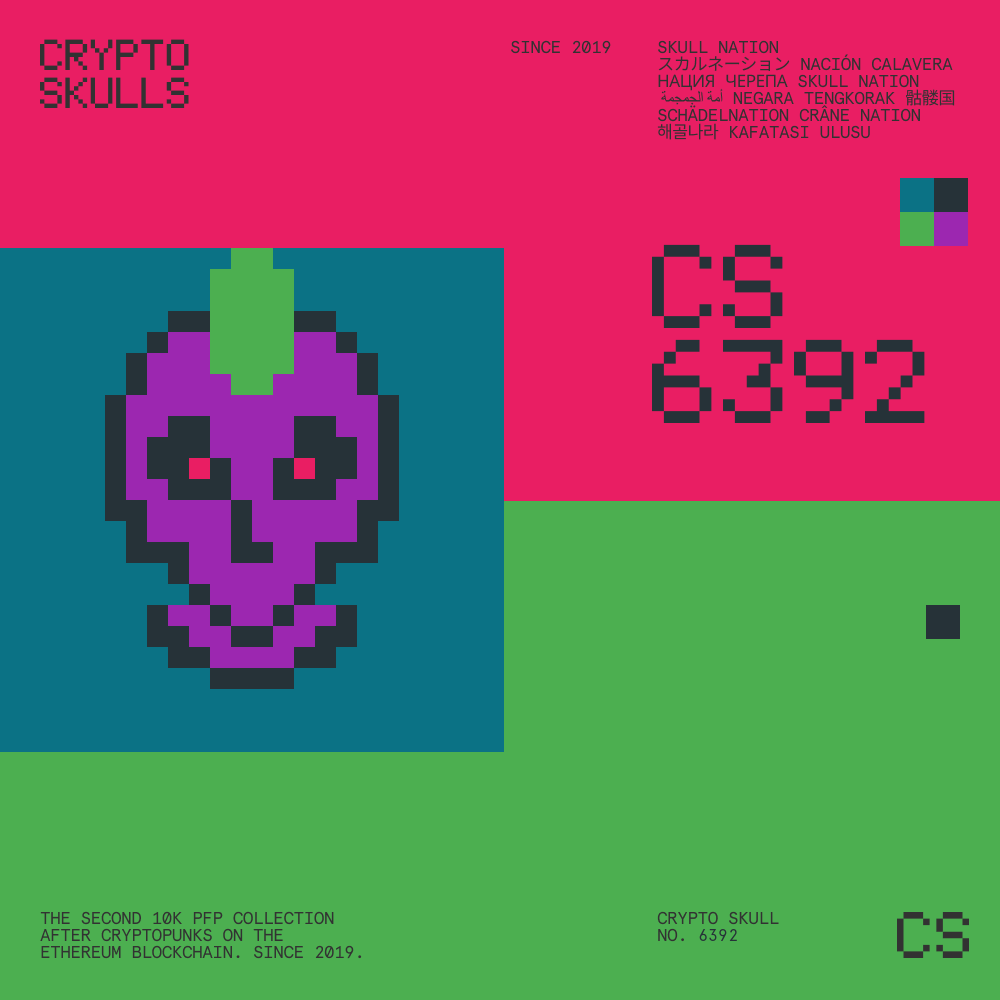 CRYPTO
SKULLS
SINCE 2019
SKULL NATION
スカルネーション NACIÓN CALAVERA
НАЦИЯ ЧЕРЕПА SKULL NATION
أمة الجمجمة NEGARA TENGKORAK 骷髅国
SCHÄDELNATION CRÂNE NATION
해골나라 KAFATASI ULUSU
CS
6392
THE SECOND 10K PFP COLLECTION
AFTER CRYPTOPUNKS ON THE
ETHEREUM BLOCKCHAIN. SINCE 2019.
CRYPTO SKULL
NO. 6392
CS